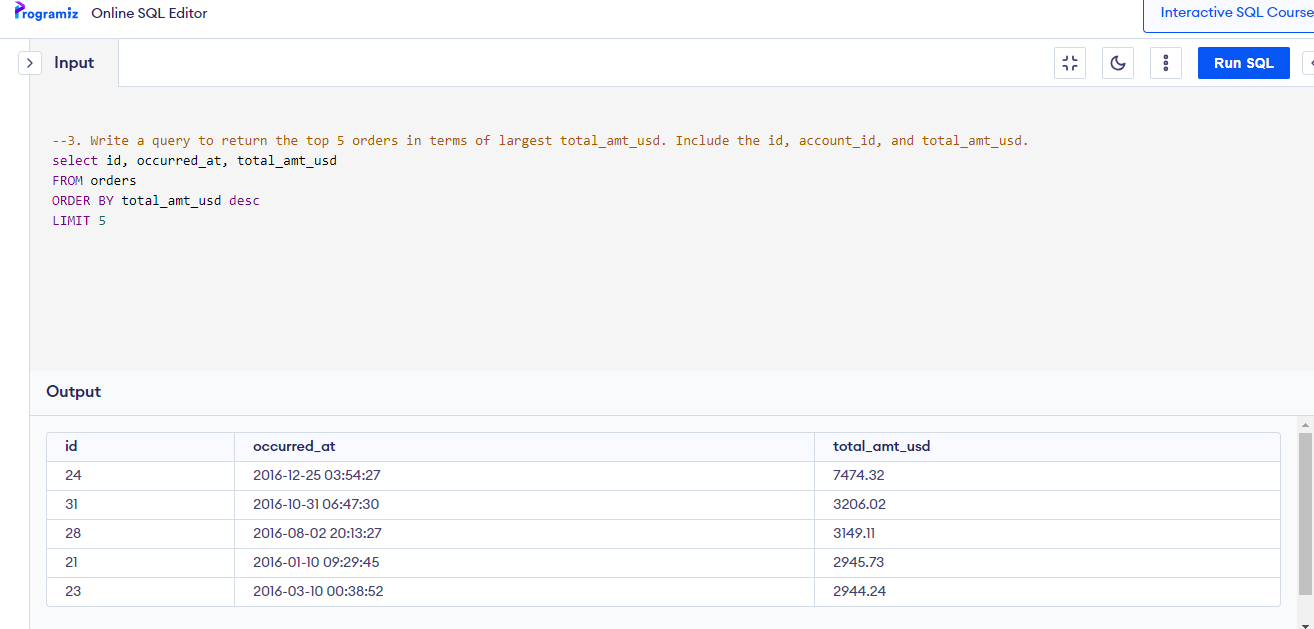 Programiz Online SQL Editor Interactive SQL Course
Input Run SQL
--3. Write a query to return the top 5 orders in terms of largest total_amt_usd. Include the id, account_id, and total_amt_usd.
select id, occurred_at, total_amt_usd
FROM orders
ORDER BY total_amt_usd desc
LIMIT 5
Output
id occurred_at total_amt_usd
24 2016-12-25 03:54:27 7474.32
31 2016-10-31 06:47:30 3206.02
28 2016-08-02 20:13:27 3149.11
21 2016-01-10 09:29:45 2945.73
23 2016-03-10 00:38:52 2944.24